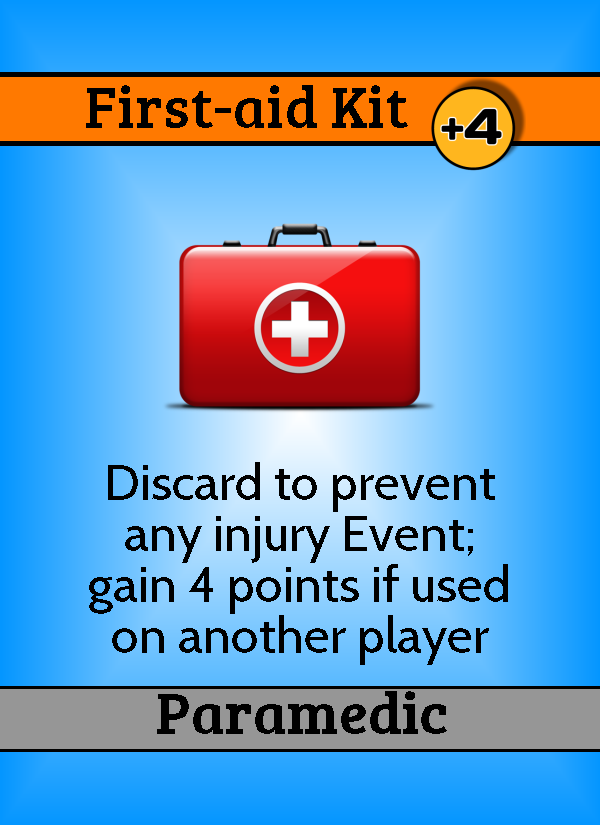 First-aid Kit +4
Discard to prevent
any injury Event;
gain 4 points if used
on another player
Paramedic